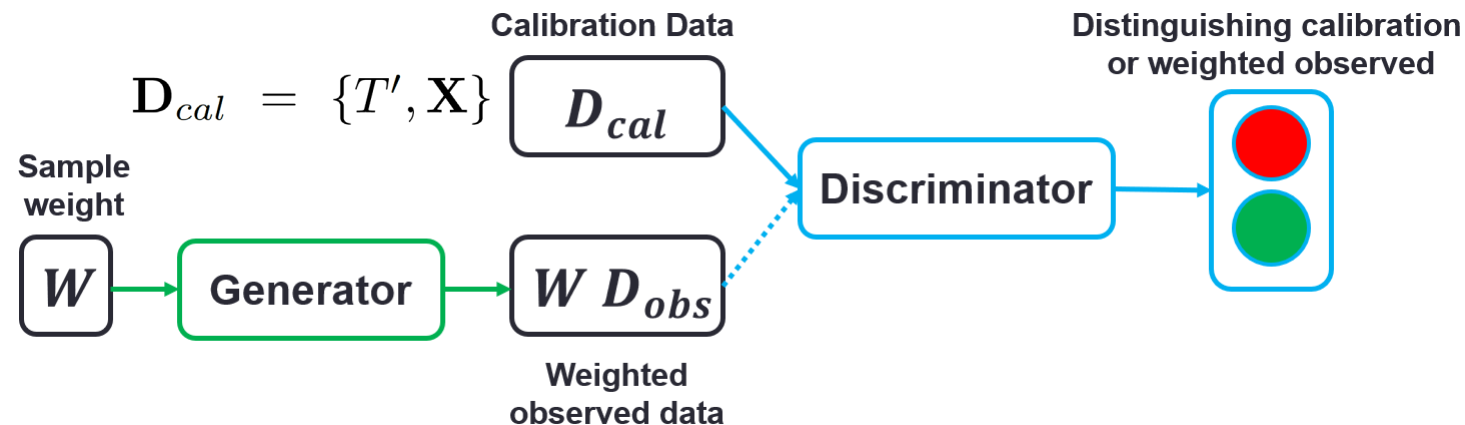 Calibration Data
Distinguishing calibration
or weighted observed
𝐃_cal = {T′, 𝐗}
D_cal
Sample
weight
Discriminator
W
Generator
W D_obs
Weighted
observed data